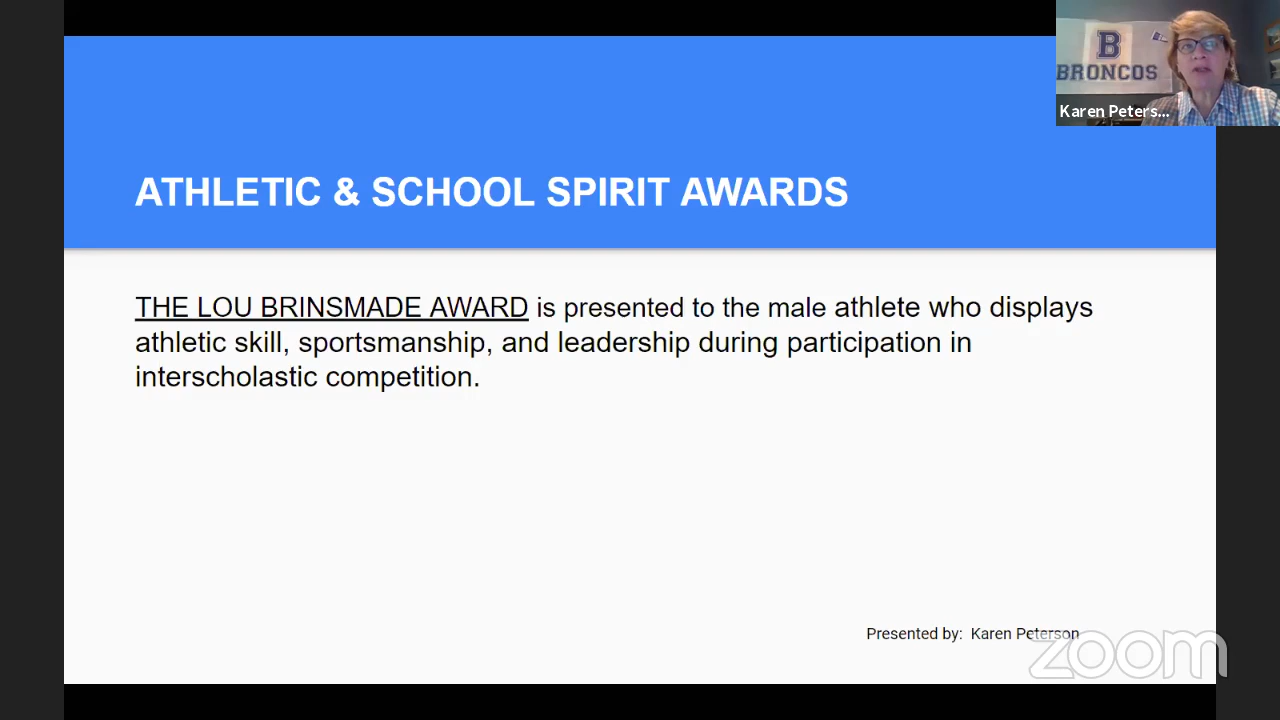 B
BRONCOS
Karen Peters...
ATHLETIC & SCHOOL SPIRIT AWARDS
THE LOU BRINSMADE AWARD is presented to the male athlete who displays
athletic skill, sportsmanship, and leadership during participation in
interscholastic competition.
Presented by: Karen Peterson
zoom